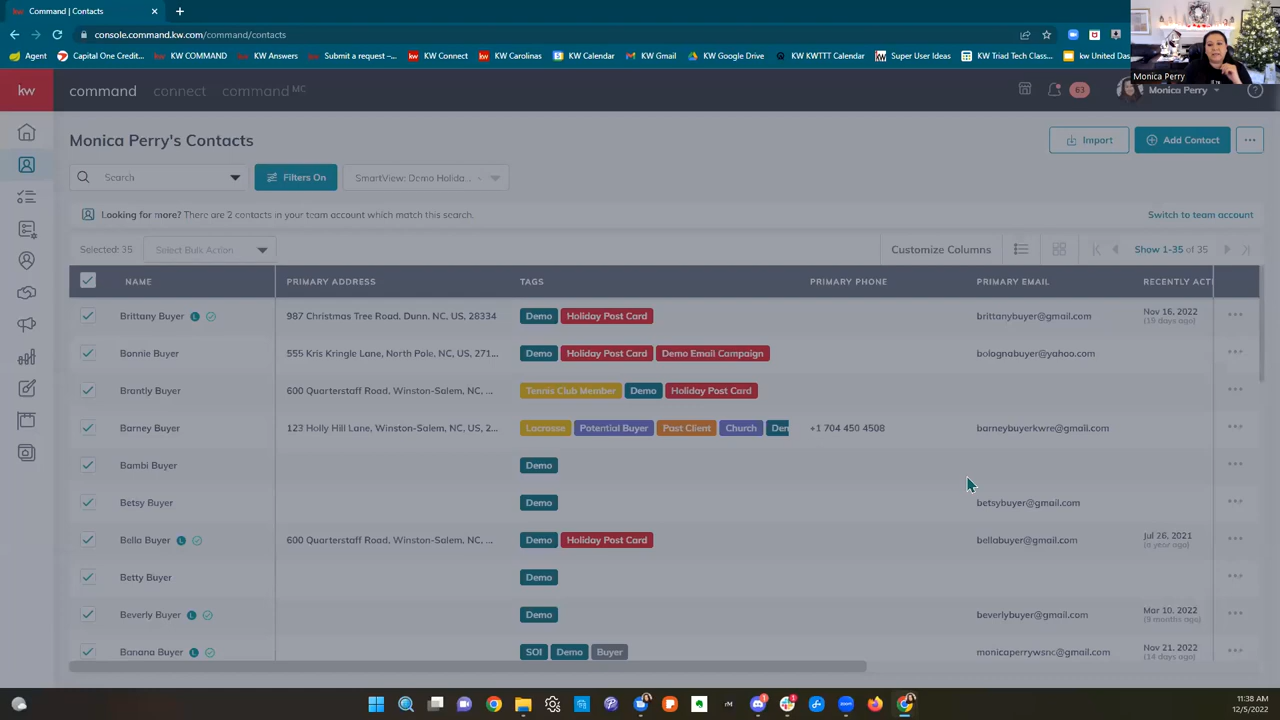 Command | Contacts
console.command.kw.com/command/contacts
Agent
Capital One Credit...
KW COMMAND
KW Answers
Submit a request –...
KW Connect
KW Carolinas
KW Calendar
KW Gmail
KW Google Drive
KW KWTTT Calendar
Super User Ideas
KW Triad Tech Class...
kw United Das
Monica Perry
kw
command
connect
command MC
63
Monica Perry
Monica Perry's Contacts
Import
Add Contact
Search
Filters On
SmartView: Demo Holida...
Looking for more? There are 2 contacts in your team account which match this search.
Switch to team account
Selected: 35
Select Bulk Action
Customize Columns
Show 1-35 of 35
NAME
PRIMARY ADDRESS
TAGS
PRIMARY PHONE
PRIMARY EMAIL
RECENTLY ACTI
Brittany Buyer L
987 Christmas Tree Road, Dunn, NC, US, 28334
Demo Holiday Post Card
brittanybuyer@gmail.com
Nov 16, 2022
(19 days ago)
Bonnie Buyer
555 Kris Kringle Lane, North Pole, NC, US, 271...
Demo Holiday Post Card Demo Email Campaign
bolognabuyer@yahoo.com
Brantly Buyer
600 Quarterstaff Road, Winston-Salem, NC, ...
Tennis Club Member Demo Holiday Post Card
Barney Buyer
123 Holly Hill Lane, Winston-Salem, NC, US, 2...
Lacrosse Potential Buyer Past Client Church Den
+1 704 450 4508
barneybuyerkwre@gmail.com
Bambi Buyer
Demo
Betsy Buyer
Demo
betsybuyer@gmail.com
Bella Buyer L
600 Quarterstaff Road, Winston-Salem, NC, ...
Demo Holiday Post Card
bellabuyer@gmail.com
Jul 26, 2021
(a year ago)
Betty Buyer
Demo
Beverly Buyer L
Demo
beverlybuyer@gmail.com
Mar 10, 2022
(9 months ago)
Banana Buyer L
SOI Demo Buyer
monicaperrywsnc@gmail.com
Nov 21, 2022
(14 days ago)
11:38 AM
12/5/2022